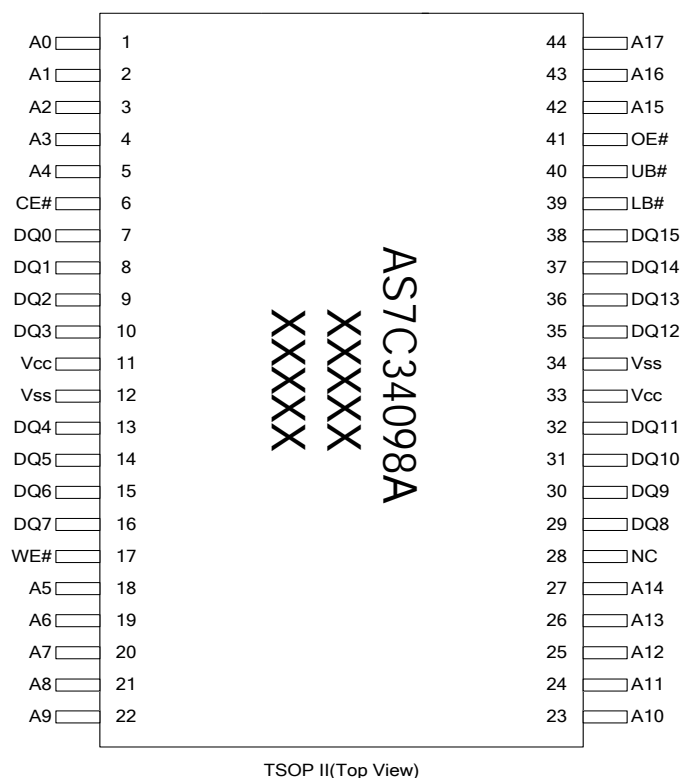 A0 1 44 A17
A1 2 43 A16
A2 3 42 A15
A3 4 41 OE#
A4 5 40 UB#
CE# 6 39 LB#
DQ0 7 38 DQ15
DQ1 8 37 DQ14
DQ2 9 36 DQ13
DQ3 10 35 DQ12
Vcc 11 34 Vss
Vss 12 33 Vcc
DQ4 13 32 DQ11
DQ5 14 31 DQ10
DQ6 15 30 DQ9
DQ7 16 29 DQ8
WE# 17 28 NC
A5 18 27 A14
A6 19 26 A13
A7 20 25 A12
A8 21 24 A11
A9 22 23 A10
AS7C34098A
XXXXX
XXXXX
TSOP II(Top View)